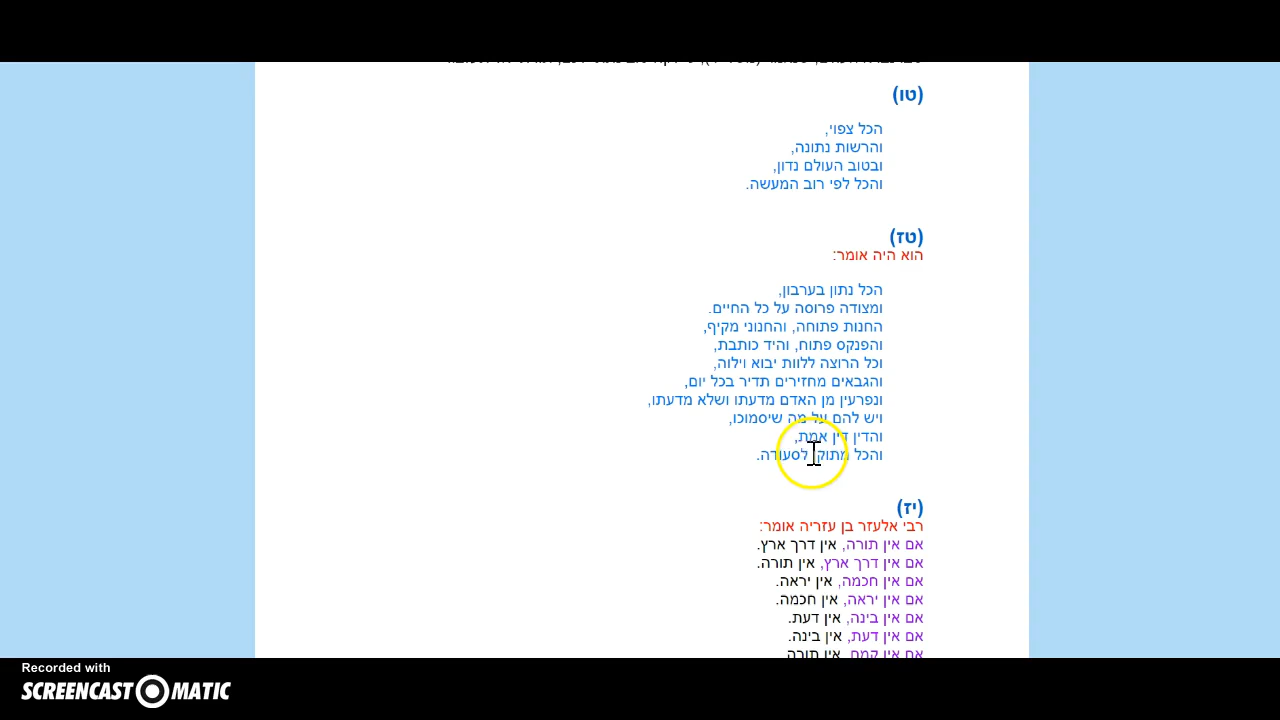 (טו)
הכל צפוי,
והרשות נתונה,
ובטוב העולם נדון,
והכל לפי רוב המעשה.
(טז)
הוא היה אומר:
הכל נתון בערבון,
ומצודה פרוסה על כל החיים.
החנות פתוחה, והחנוני מקיף,
והפנקס פתוח, והיד כותבת,
וכל הרוצה ללוות יבוא וילוה,
והגבאים מחזירים תדיר בכל יום,
ונפרעין מן האדם מדעתו ושלא מדעתו,
ויש להם על מה שיסמוכו,
והדין דין אמת,
והכל מתוקן לסעודה.
(יז)
רבי אלעזר בן עזריה אומר:
אם אין תורה, אין דרך ארץ.
אם אין דרך ארץ, אין תורה.
אם אין חכמה, אין יראה.
אם אין יראה, אין חכמה.
אם אין בינה, אין דעת.
אם אין דעת, אין בינה.
אם אין קמח, אין תורה
Recorded with
SCREENCAST MATIC